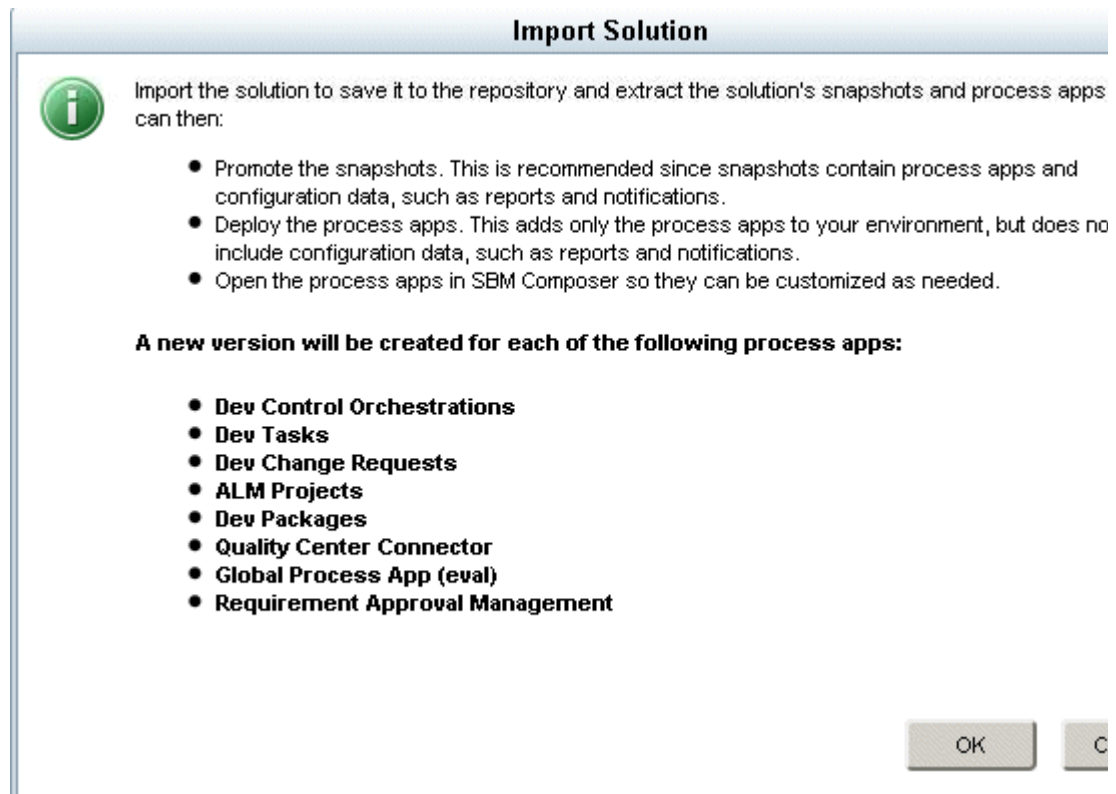 Import Solution
Import the solution to save it to the repository and extract the solution's snapshots and process apps
can then:
● Promote the snapshots. This is recommended since snapshots contain process apps and
configuration data, such as reports and notifications.
● Deploy the process apps. This adds only the process apps to your environment, but does no
include configuration data, such as reports and notifications.
● Open the process apps in SBM Composer so they can be customized as needed.
A new version will be created for each of the following process apps:
● Dev Control Orchestrations
● Dev Tasks
● Dev Change Requests
● ALM Projects
● Dev Packages
● Quality Center Connector
● Global Process App (eval)
● Requirement Approval Management
OK C